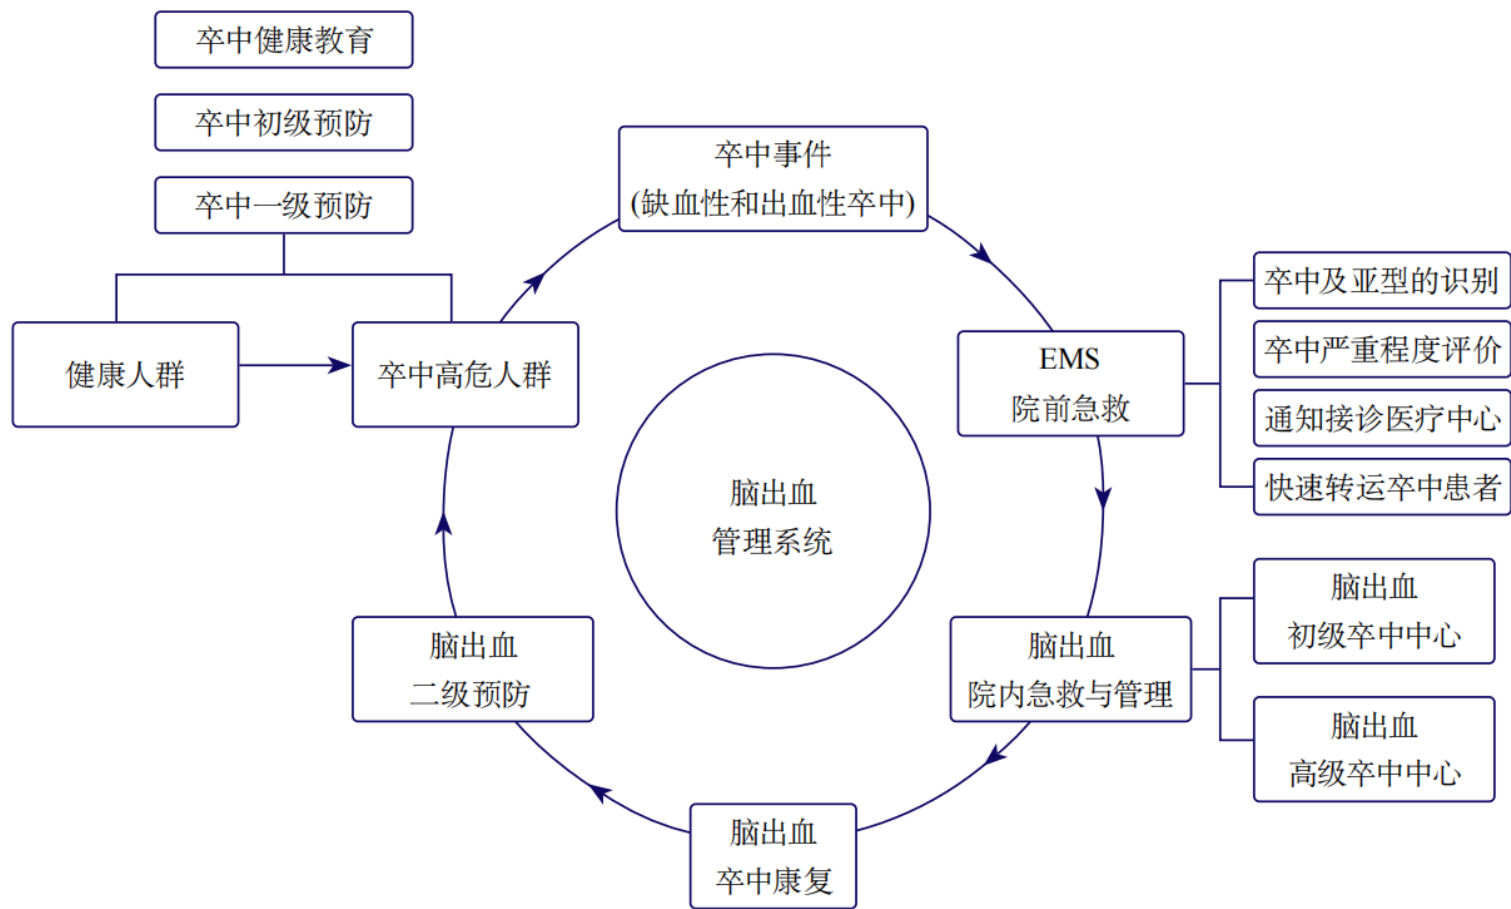 卒中健康教育
卒中初级预防
卒中一级预防
健康人群
卒中高危人群
卒中事件
(缺血性和出血性卒中)
EMS
院前急救
卒中及亚型的识别
卒中严重程度评价
通知接诊医疗中心
快速转运卒中患者
脑出血
管理系统
脑出血
院内急救与管理
脑出血
初级卒中中心
脑出血
高级卒中中心
脑出血
卒中康复
脑出血
二级预防